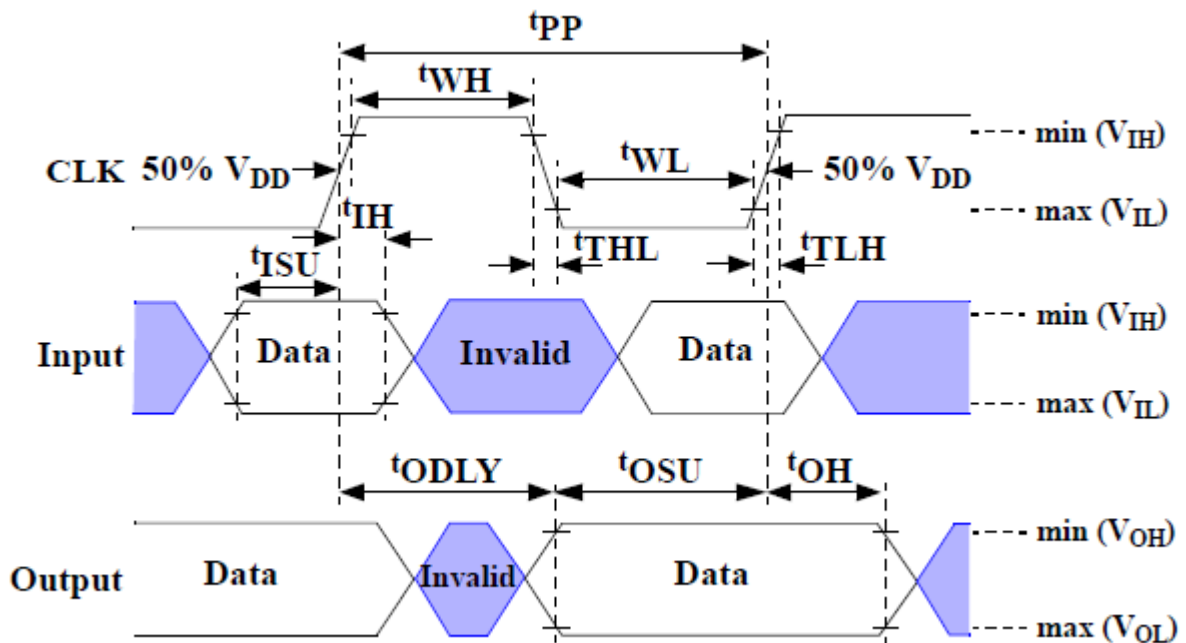 tPP
tWH
min (VIH)
CLK 50% VDD
tWL
50% VDD
max (VIL)
tIH
tISU
tTHL
tTLH
min (VIH)
Input
Data
Invalid
Data
max (VIL)
tODLY
tOSU
tOH
min (VOH)
Output
Data
Invalid
Data
max (VOL)